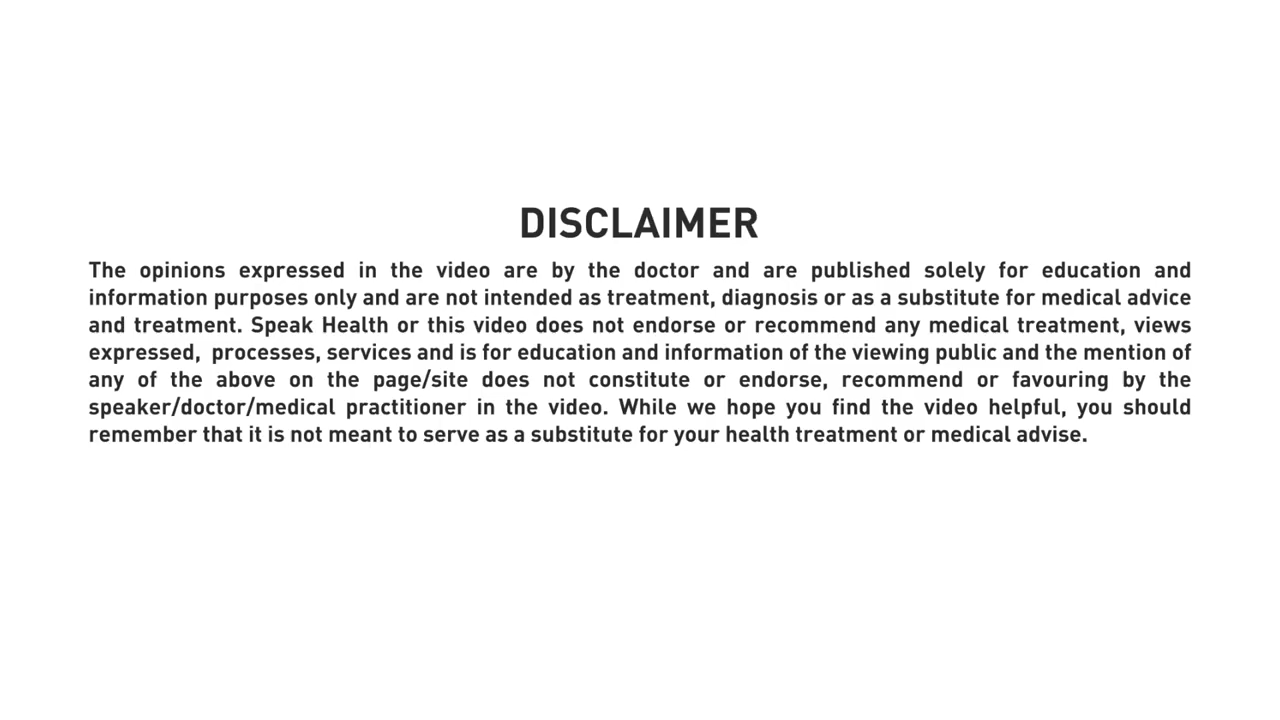 DISCLAIMER
The opinions expressed in the video are by the doctor and are published solely for education and
information purposes only and are not intended as treatment, diagnosis or as a substitute for medical advice
and treatment. Speak Health or this video does not endorse or recommend any medical treatment, views
expressed, processes, services and is for education and information of the viewing public and the mention of
any of the above on the page/site does not constitute or endorse, recommend or favouring by the
speaker/doctor/medical practitioner in the video. While we hope you find the video helpful, you should
remember that it is not meant to serve as a substitute for your health treatment or medical advise.